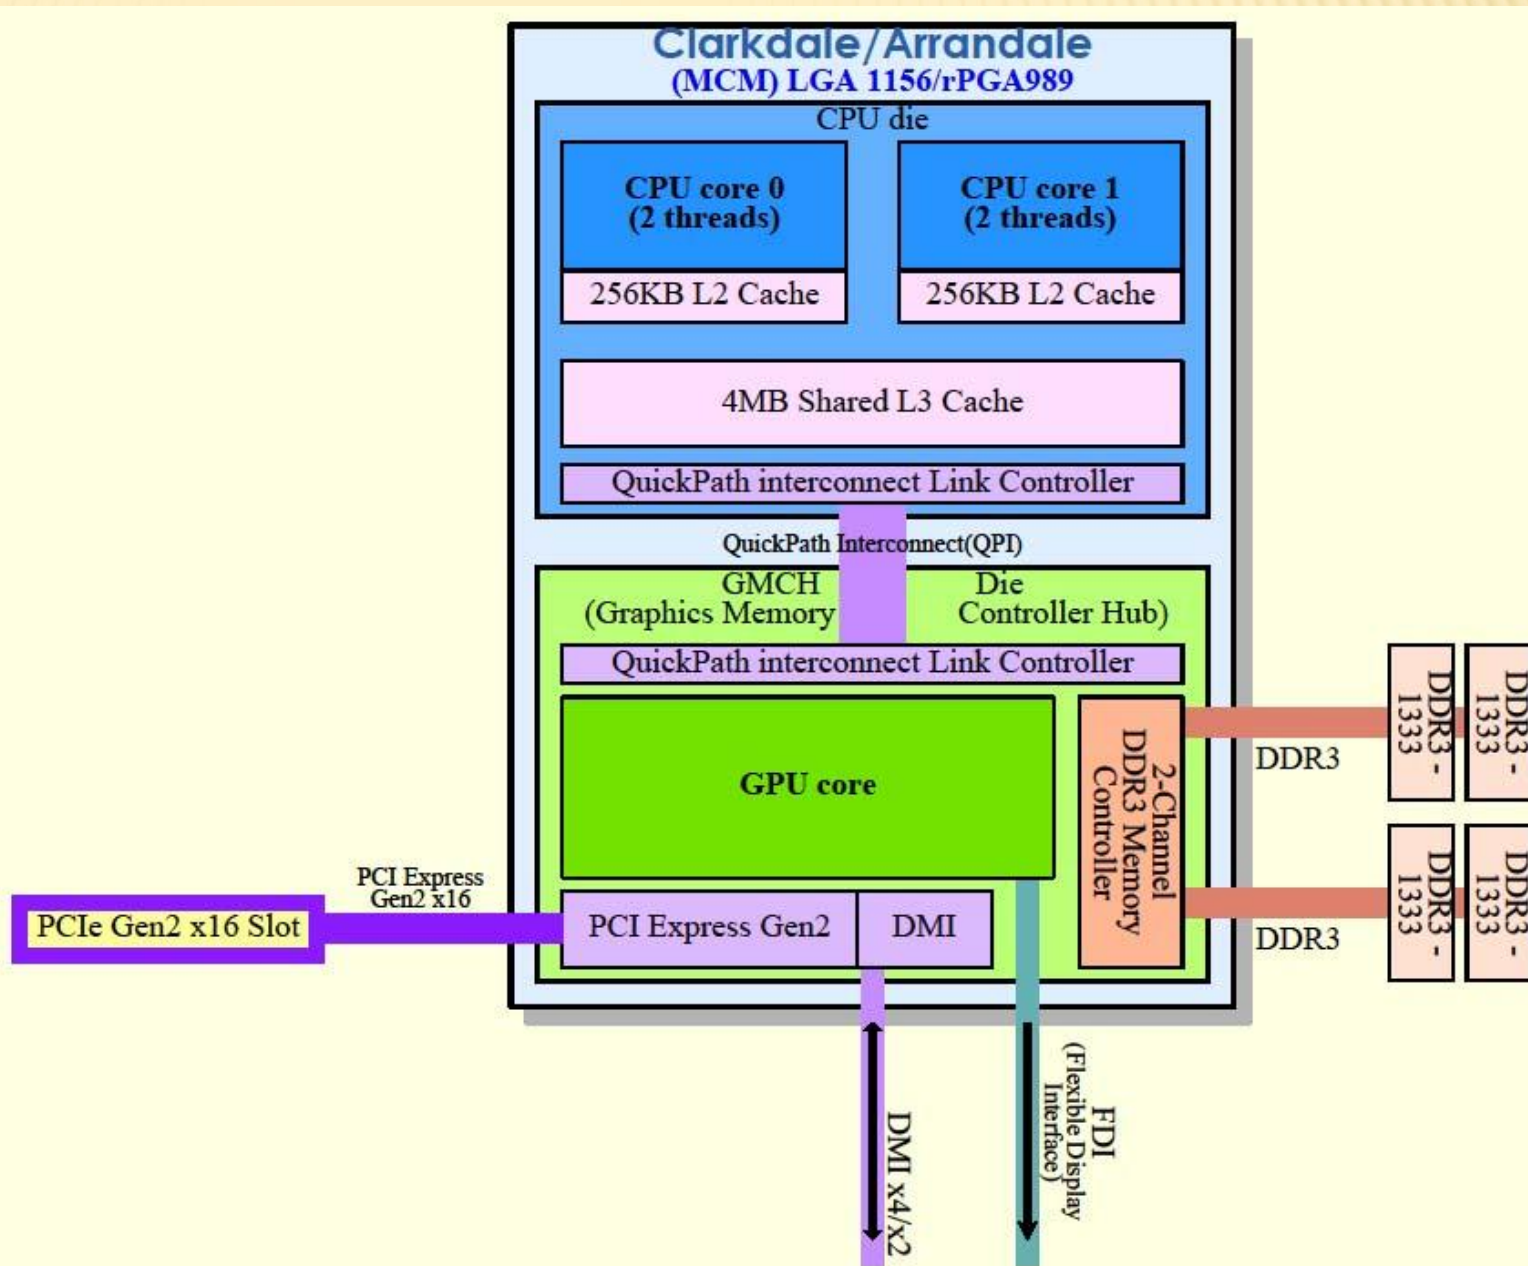 Clarkdale/Arrandale
(MCM) LGA 1156/rPGA989
CPU die
CPU core 0
(2 threads)
CPU core 1
(2 threads)
256KB L2 Cache
256KB L2 Cache
4MB Shared L3 Cache
QuickPath interconnect Link Controller
QuickPath Interconnect(QPI)
GMCH Die
(Graphics Memory Controller Hub)
QuickPath interconnect Link Controller
GPU core
2-Channel
DDR3 Memory
Controller
DDR3
DDR3 -
1333
DDR3 -
1333
DDR3
DDR3 -
1333
DDR3 -
1333
PCI Express
Gen2 x16
PCIe Gen2 x16 Slot
PCI Express Gen2
DMI
DMI x4/x2
FDI
(Flexible Display
Interface)